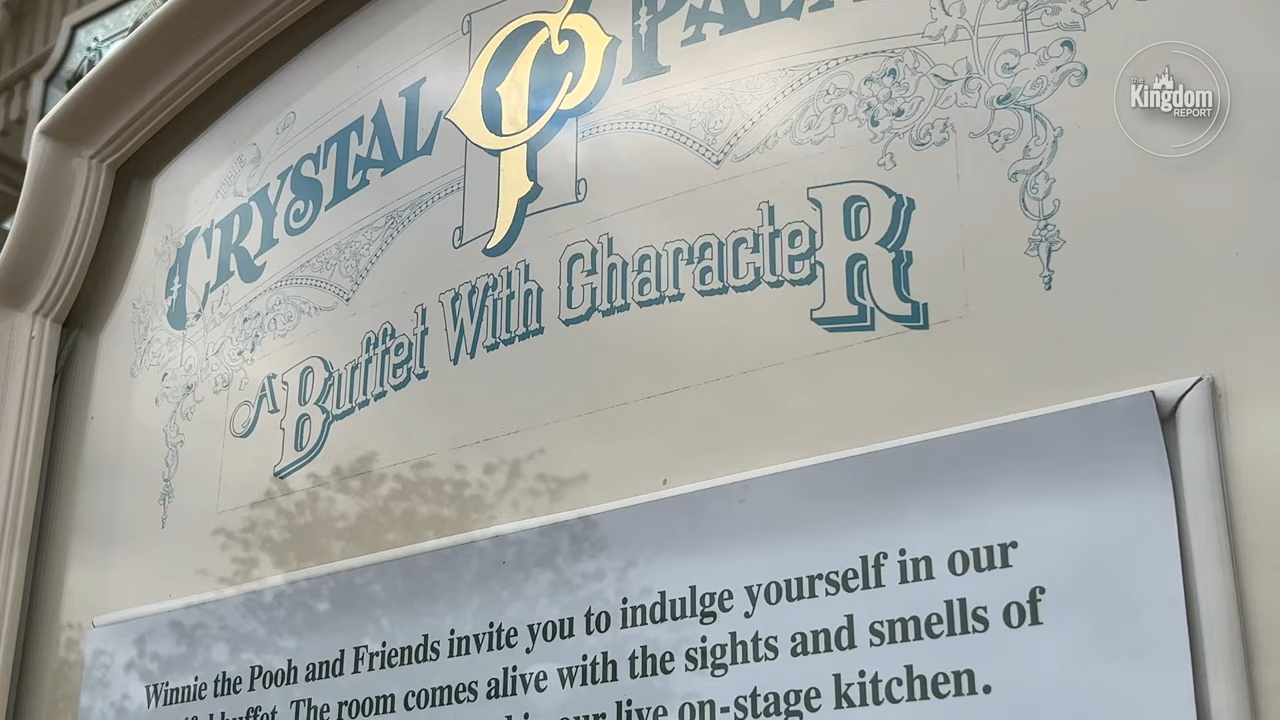 THE
CRYSTAL P PAL
A Buffet With CharacteR
the
Kingdom
REPORT
Winnie the Pooh and Friends invite you to indulge yourself in our
buffet. The room comes alive with the sights and smells of
our live on-stage kitchen.